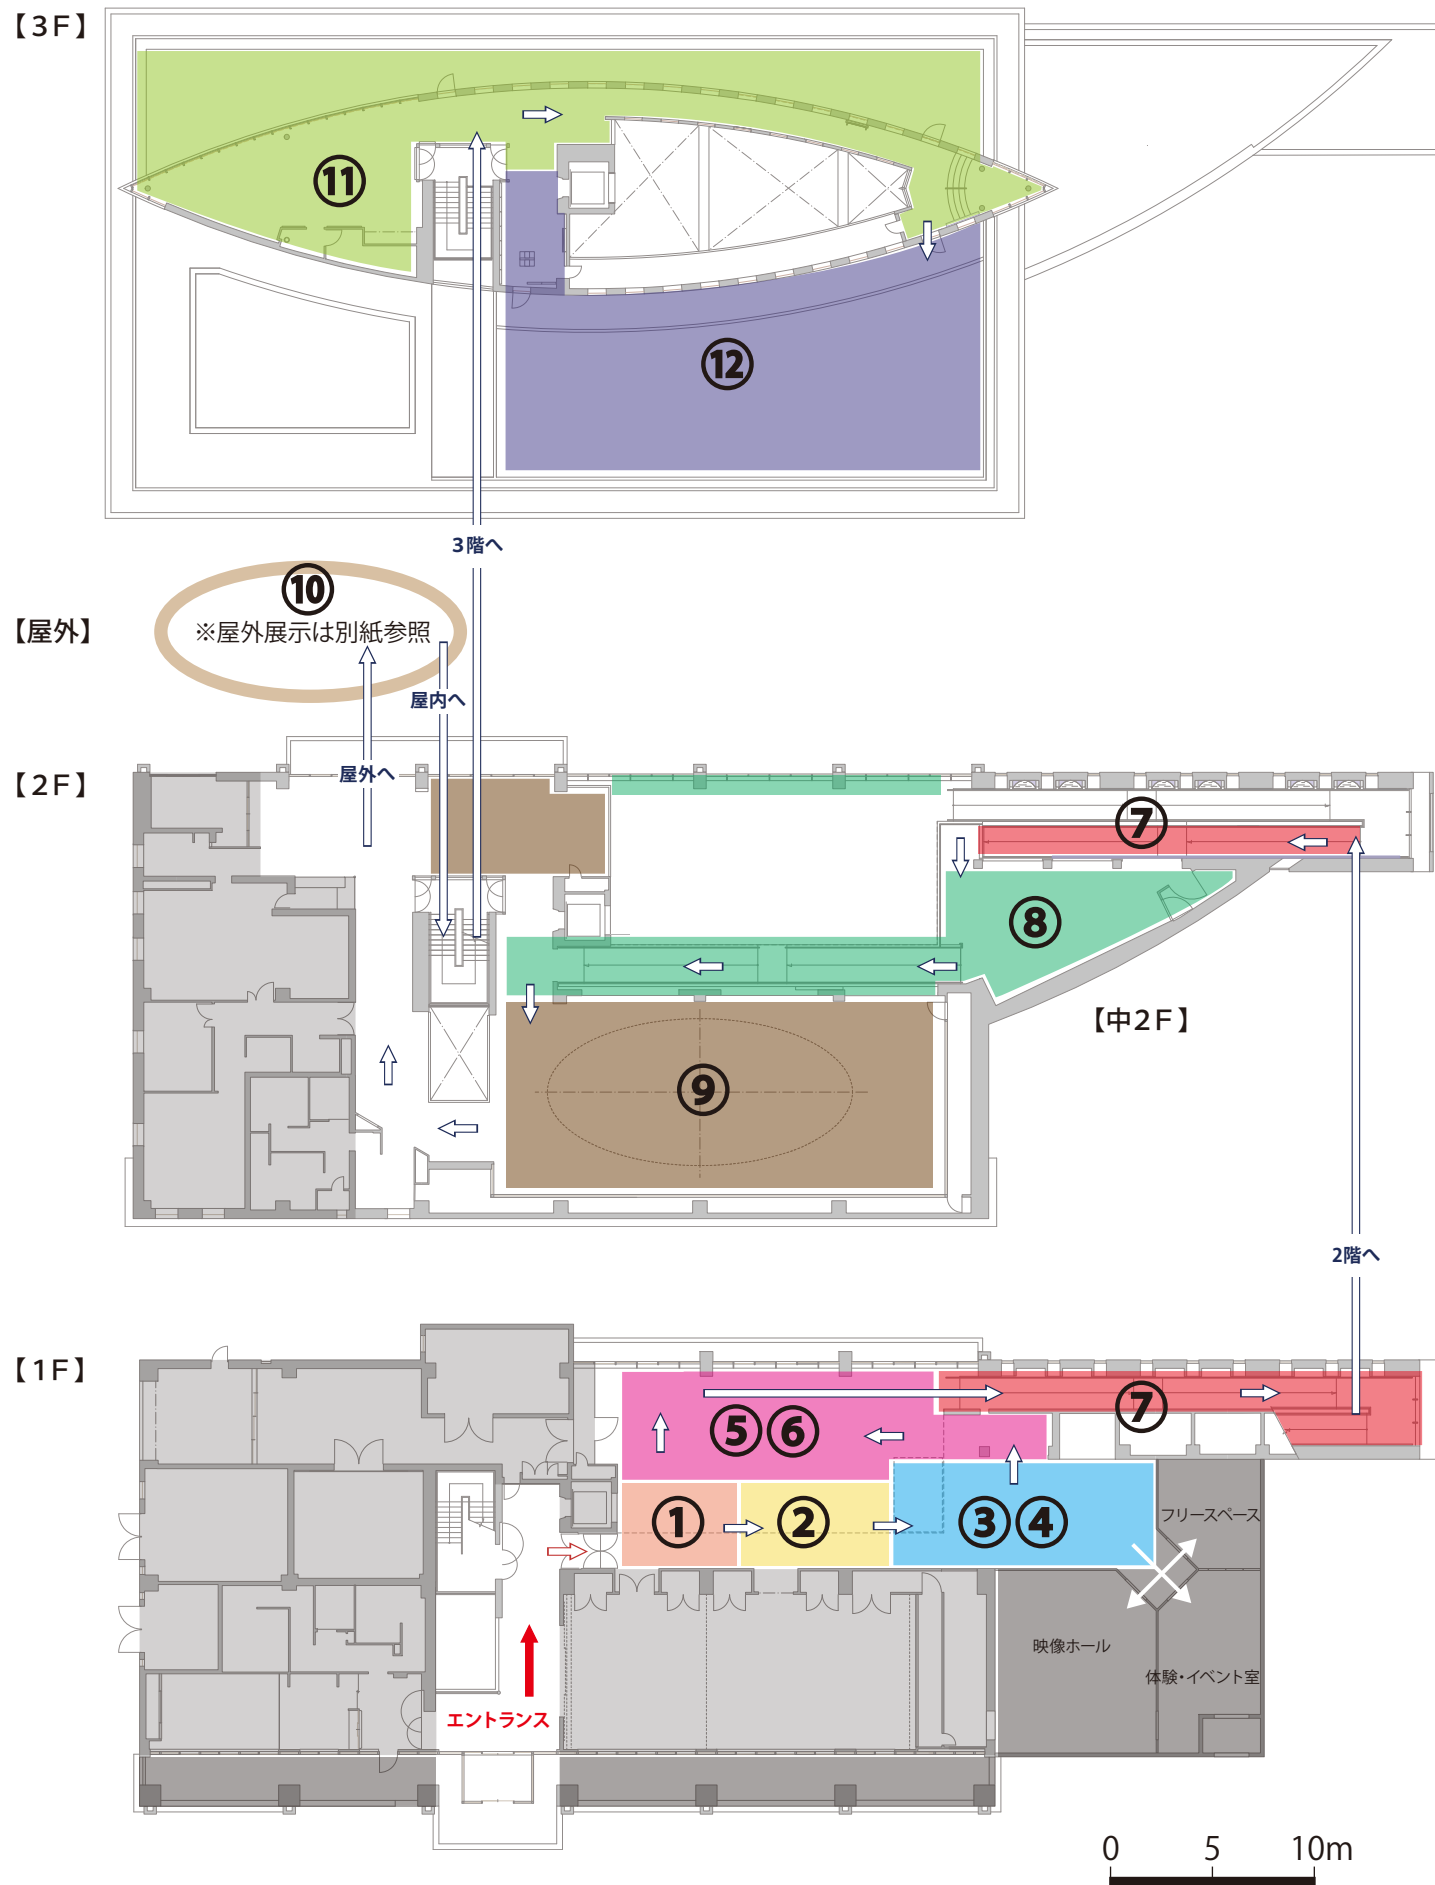 【3F】
⑪
⑫
3階へ
⑩
※屋外展示は別紙参照
【屋外】
屋内へ
屋外へ
【2F】
⑦
⑧
【中2F】
⑨
2階へ
【1F】
⑦
⑤⑥
①
②
③④
フリースペース
映像ホール
体験・イベント室
エントランス
0 5 10m